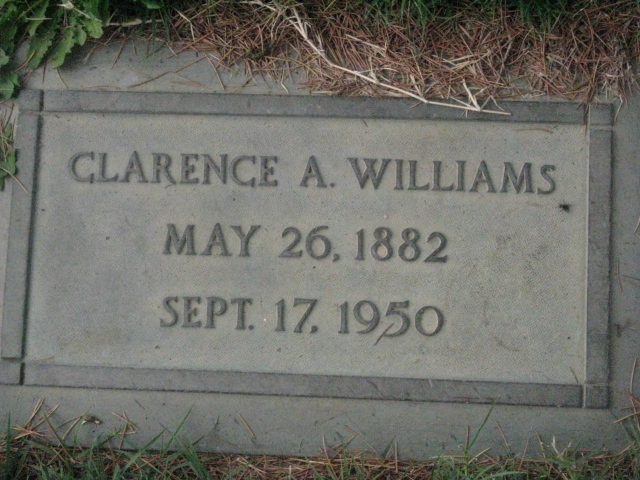 CLARENCE A. WILLIAMS
MAY 26, 1882
SEPT. 17, 1950